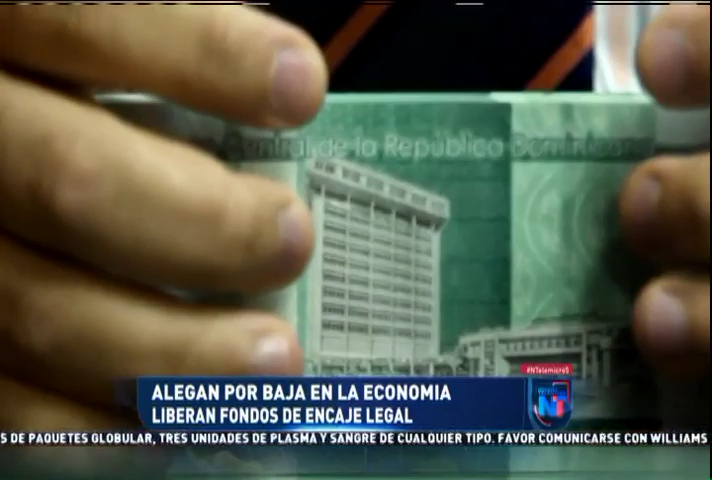 Central de la República Dominicana
#NTelemicro5
ALEGAN POR BAJA EN LA ECONOMIA
LIBERAN FONDOS DE ENCAJE LEGAL
NT
S DE PAQUETES GLOBULAR, TRES UNIDADES DE PLASMA Y SANGRE DE CUALQUIER TIPO. FAVOR COMUNICARSE CON WILLIAMS